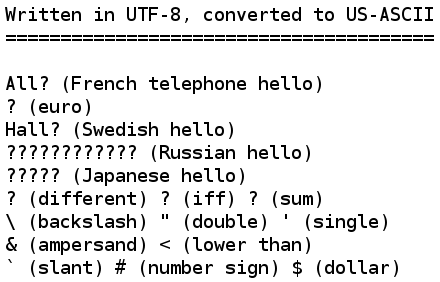 Written in UTF-8, converted to US-ASCII
=======================================
All? (French telephone hello)
? (euro)
Hall? (Swedish hello)
???????????? (Russian hello)
????? (Japanese hello)
? (different) ? (iff) ? (sum)
\ (backslash) " (double) ' (single)
& (ampersand) < (lower than)
` (slant) # (number sign) $ (dollar)